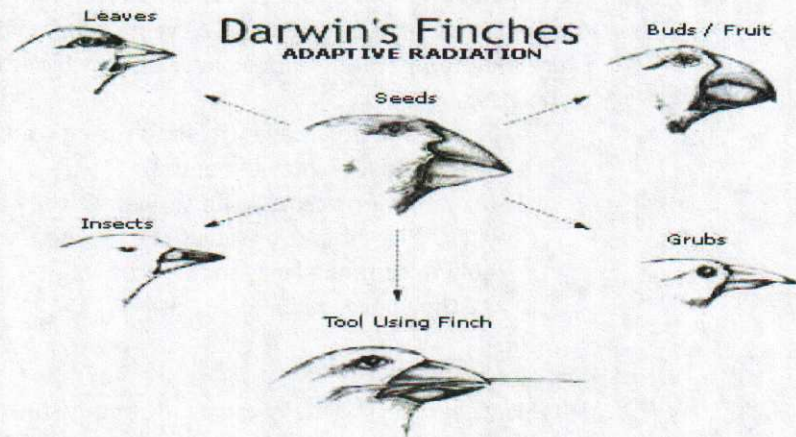 Leaves
Darwin's Finches
ADAPTIVE RADIATION
Buds / Fruit
Seeds
Insects
Grubs
Tool Using Finch